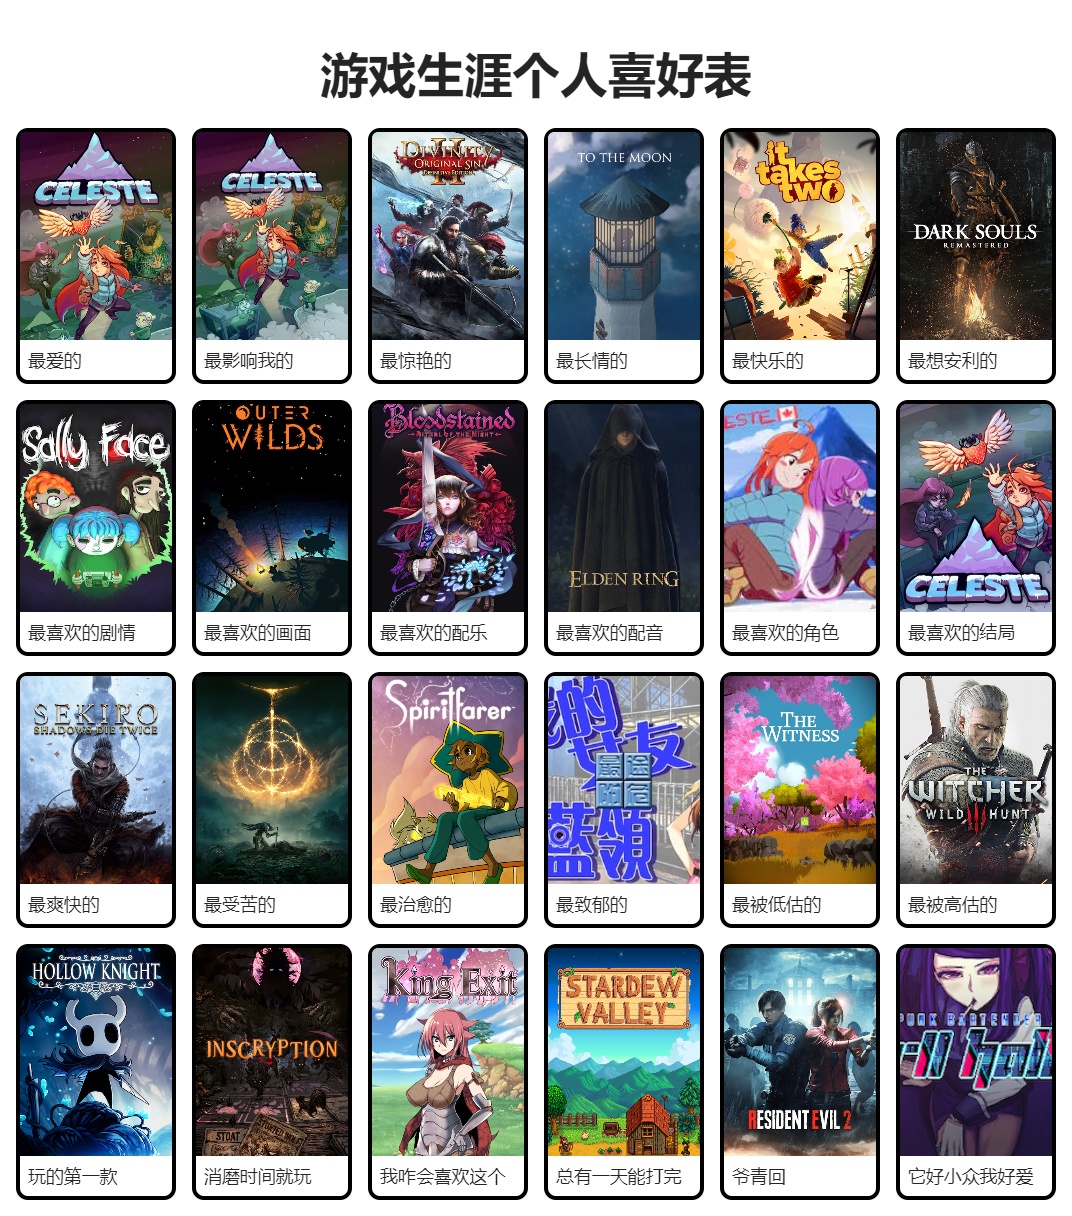 游戏生涯个人喜好表
CELESTE
CELESTE
DIVINITY
II
ORIGINAL SIN
DEFINITIVE EDITION
TO THE MOON
it
takes
two
DARK SOULS
REMASTERED
最爱的
最影响我的
最惊艳的
最长情的
最快乐的
最想安利的
Sally Face
OUTER
WILDS
Bloodstained
RITUAL OF THE NIGHT
ELDEN RING
ESTE
CELESTE
最喜欢的剧情
最喜欢的画面
最喜欢的配乐
最喜欢的配音
最喜欢的角色
最喜欢的结局
SEKIRO
SHADOWS DIE TWICE
Spiritfarer
我的
女友
藍領
THE
WITNESS
THE
WITCHER
WILD HUNT
最爽快的
最受苦的
最治愈的
最致郁的
最被低估的
最被高估的
HOLLOW KNIGHT
INSCRYPTION
STOAT
King Exit
STARDEW
VALLEY
RESIDENT EVIL 2
PUNK BARTENDER
ll hall
玩的第一款
消磨时间就玩
我咋会喜欢这个
总有一天能打完
爷青回
它好小众我好爱